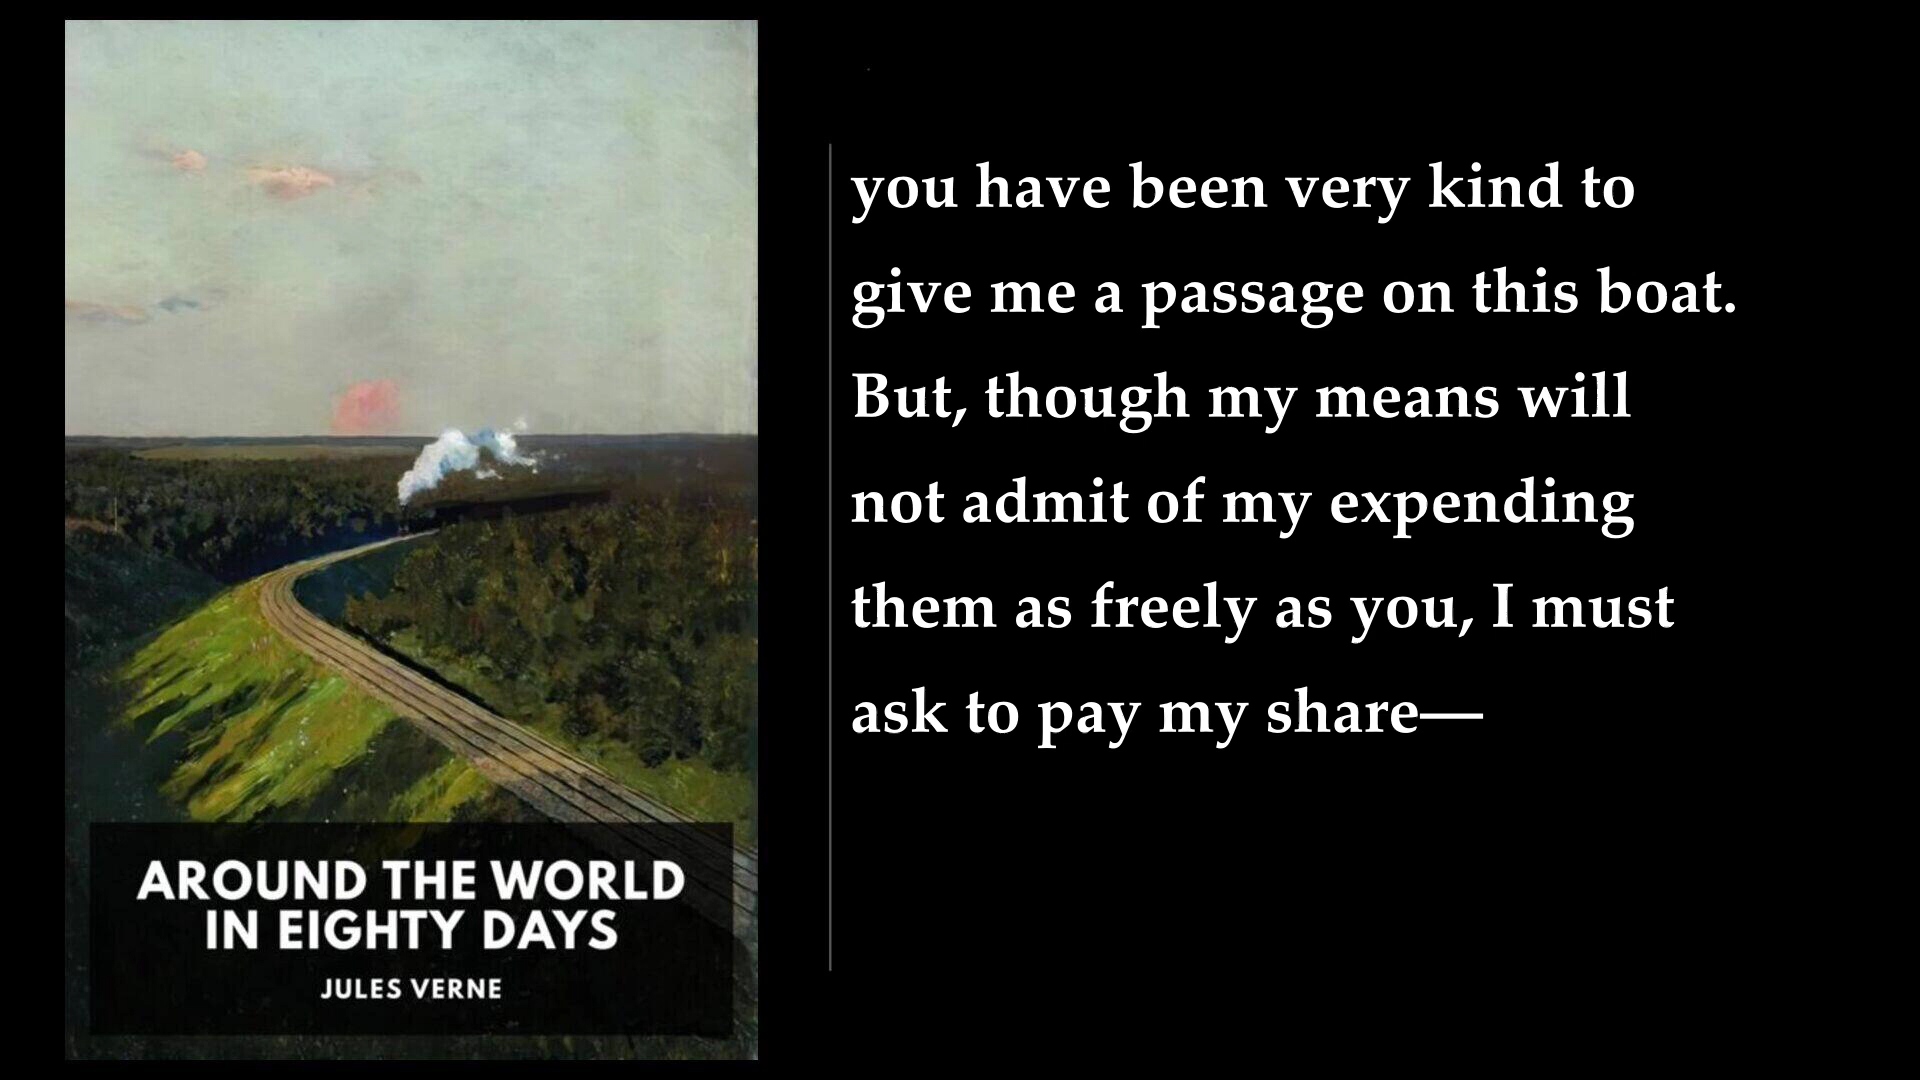 you have been very kind to
give me a passage on this boat.
But, though my means will
not admit of my expending
them as freely as you, I must
ask to pay my share—
AROUND THE WORLD
IN EIGHTY DAYS
JULES VERNE